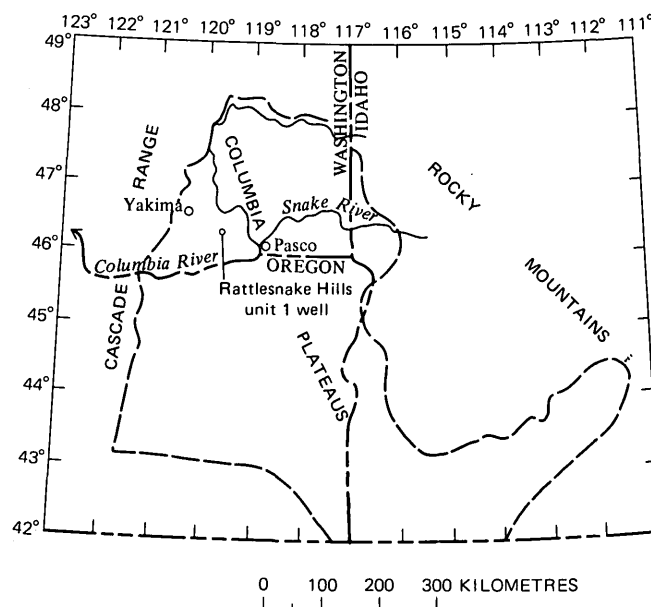 123° 122° 120° 119° 118° 117° 116° 115° 114° 113° 112° 111°
49°
48°
47°
46°
45°
44°
43°
42°
WASHINGTON
IDAHO
RANGE
COLUMBIA
ROCKY
Yakima
Snake River
Pasco
Columbia River
OREGON
Rattlesnake Hills
unit 1 well
CASCADE
PLATEAUS
MOUNTAINS
0 100 200 300 KILOMETRES